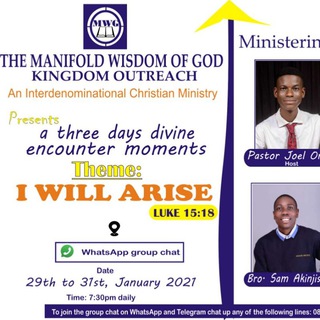 MWG
THE MANIFOLD WISDOM OF GOD
KINGDOM OUTREACH
An Interdenominational Christian Ministry
Presents
a three days divine
encounter moments
Theme:
I WILL ARISE
LUKE 15:18
WhatsApp group chat
Date
29th to 31st, January 2021
Time: 7:30pm daily
Ministerin
Pastor Joel Or
Host
Bro. Sam Akinjis
To join the group chat on WhatsApp and Telegram chat up any of the following lines: 08